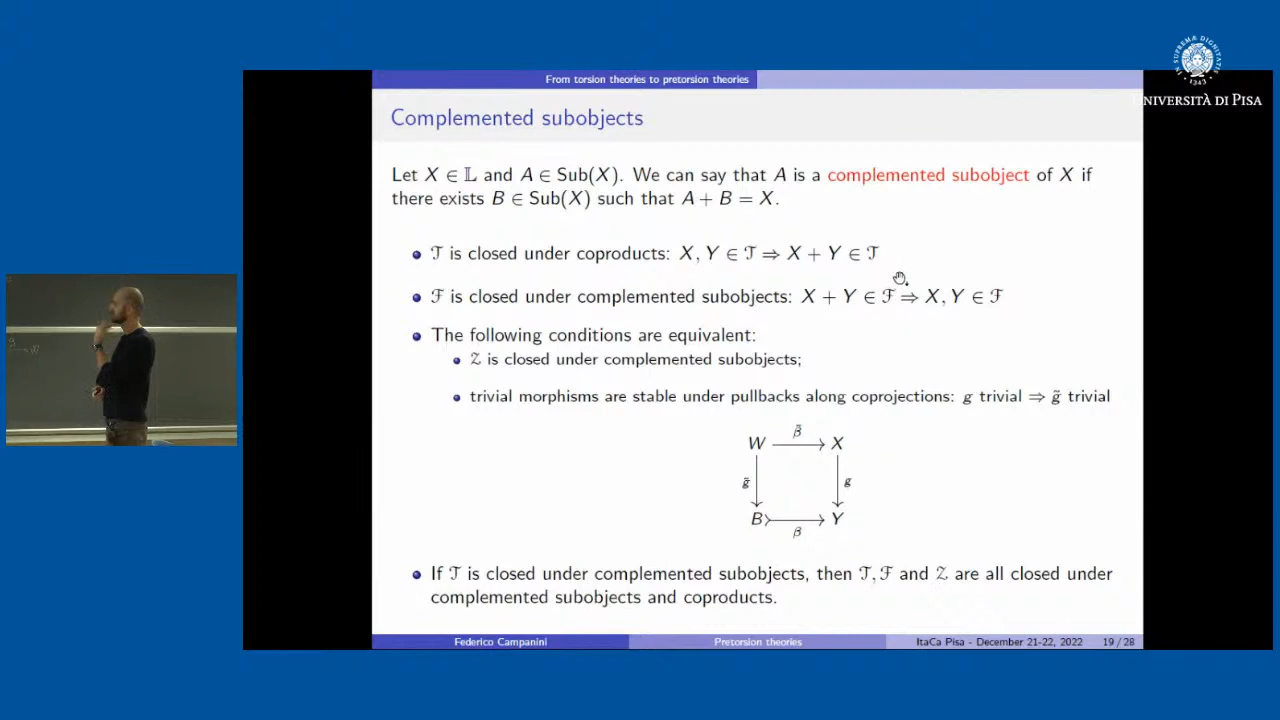 From torsion theories to pretorsion theories
IN SUPREMA DIGNITATIS
1343
UNIVERSITÀ DI PISA
Complemented subobjects
Let X ∈ 𝕃 and A ∈ Sub(X). We can say that A is a complemented subobject of X if
there exists B ∈ Sub(X) such that A + B = X.
𝒯 is closed under coproducts: X, Y ∈ 𝒯 ⇒ X + Y ∈ 𝒯
ℱ is closed under complemented subobjects: X + Y ∈ ℱ ⇒ X, Y ∈ ℱ
The following conditions are equivalent:
𝒵 is closed under complemented subobjects;
trivial morphisms are stable under pullbacks along coprojections: g trivial ⇒ g̃ trivial
W β̃ X
g̃ g
B β Y
If 𝒯 is closed under complemented subobjects, then 𝒯, ℱ and 𝒵 are all closed under
complemented subobjects and coproducts.
Federico Campanini Pretorsion theories ItaCa Pisa - December 21-22, 2022 19 / 28